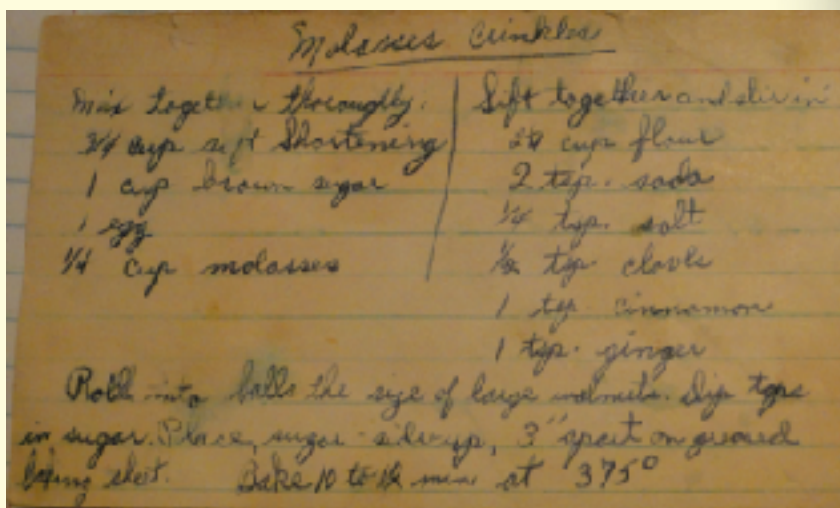 Molasses Crinkles
Mix together thoroughly.
3/4 cup soft Shortening
1 cup brown sugar
1 egg
1/4 cup molasses
Sift together and stir in
2 1/4 cup flour
2 tsp. soda
1/4 tsp. salt
1/2 tsp. cloves
1 tsp cinnamon
1 tsp. ginger
Roll into balls the size of large walnuts. Dip tops
in sugar. Place, sugar-side up, 3" apart on greased
baking sheet. Bake 10 to 12 min at 375°